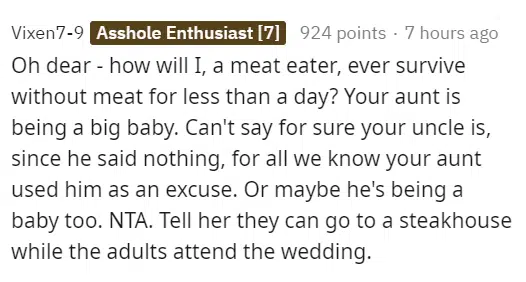 Vixen7-9 Asshole Enthusiast [7] 924 points · 7 hours ago
Oh dear - how will I, a meat eater, ever survive
without meat for less than a day? Your aunt is
being a big baby. Can't say for sure your uncle is,
since he said nothing, for all we know your aunt
used him as an excuse. Or maybe he's being a
baby too. NTA. Tell her they can go to a steakhouse
while the adults attend the wedding.